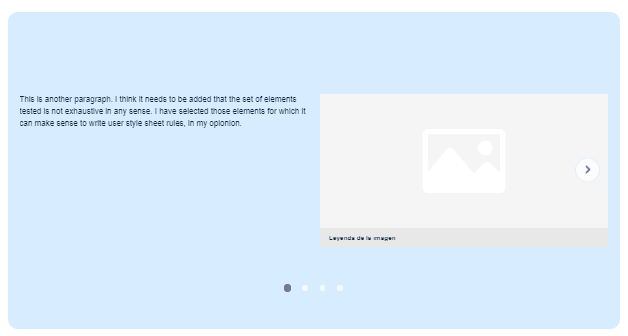 This is another paragraph. I think it needs to be added that the set of elements
tested is not exhaustive in any sense. I have selected those elements for which it
can make sense to write user style sheet rules, in my opionion.
Leyenda de la imagen